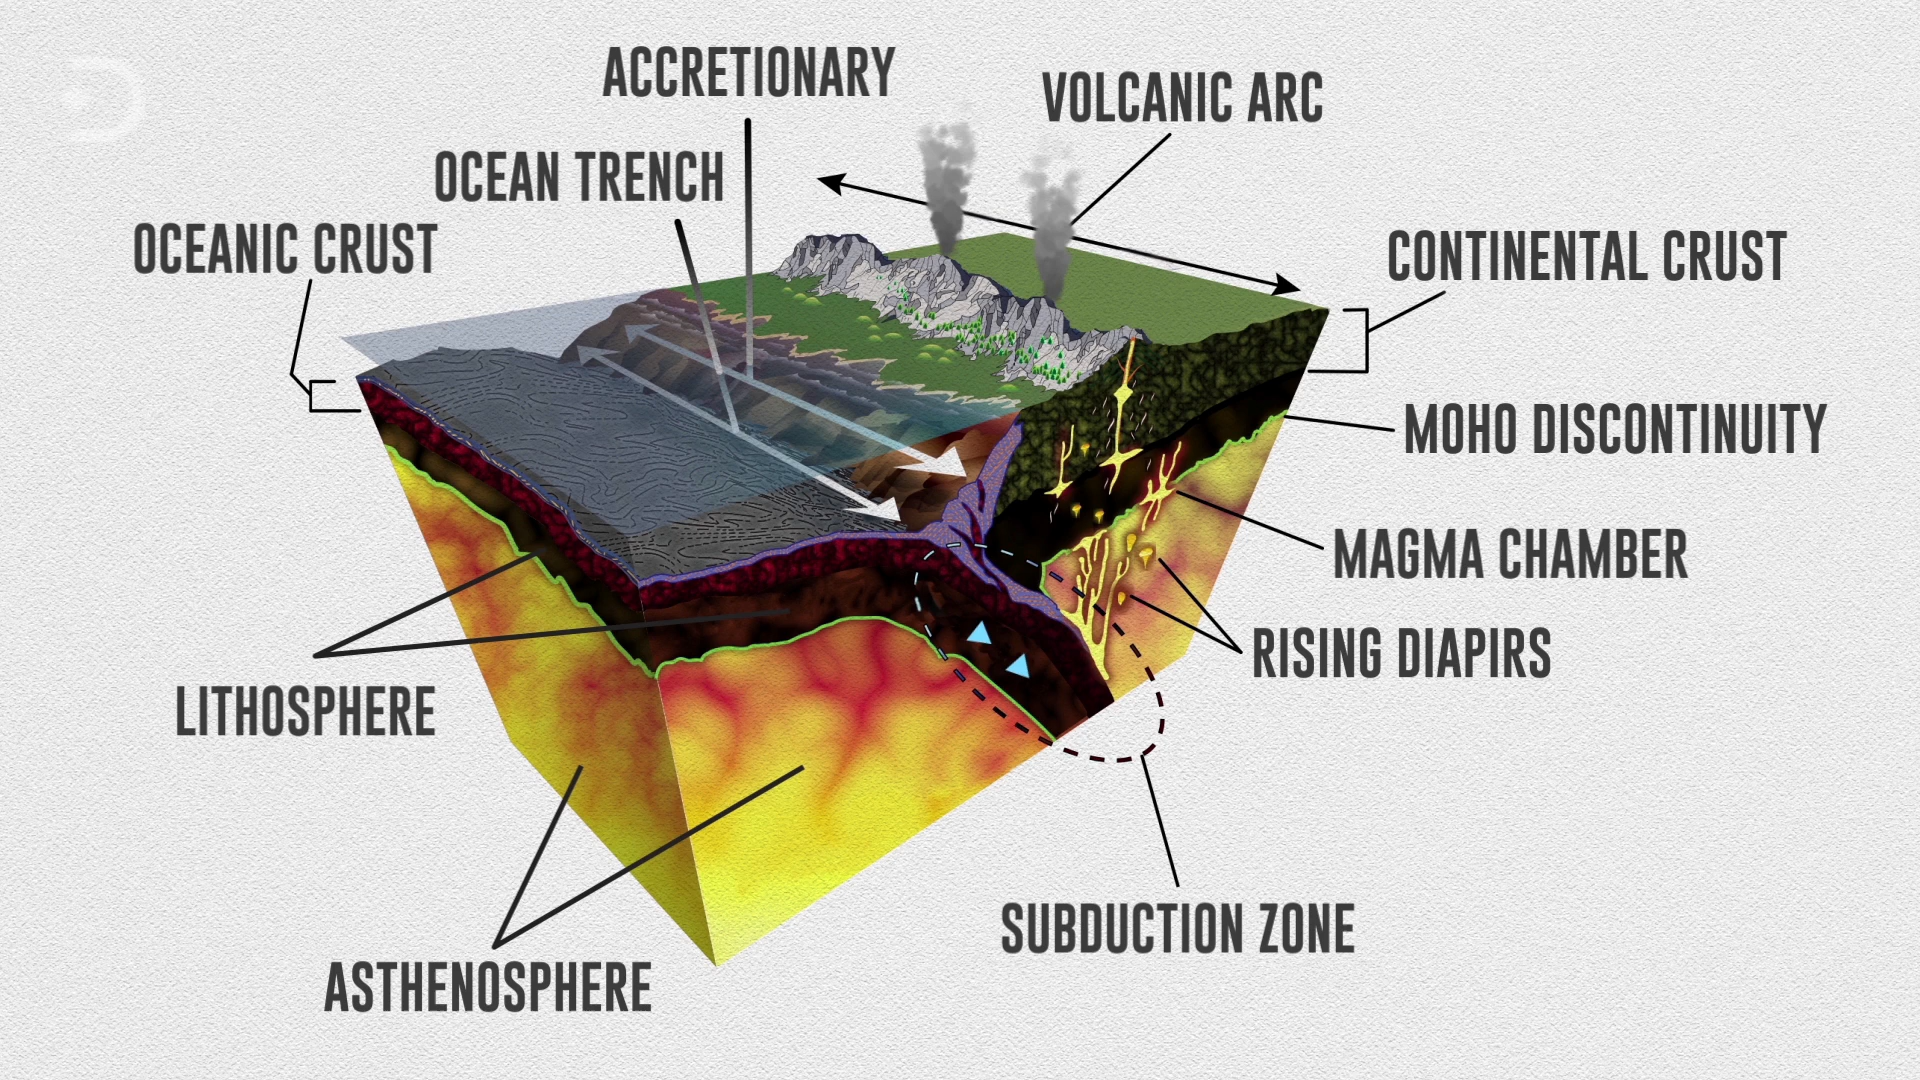 ACCRETIONARY
VOLCANIC ARC
OCEAN TRENCH
OCEANIC CRUST
CONTINENTAL CRUST
MOHO DISCONTINUITY
MAGMA CHAMBER
RISING DIAPIRS
LITHOSPHERE
SUBDUCTION ZONE
ASTHENOSPHERE